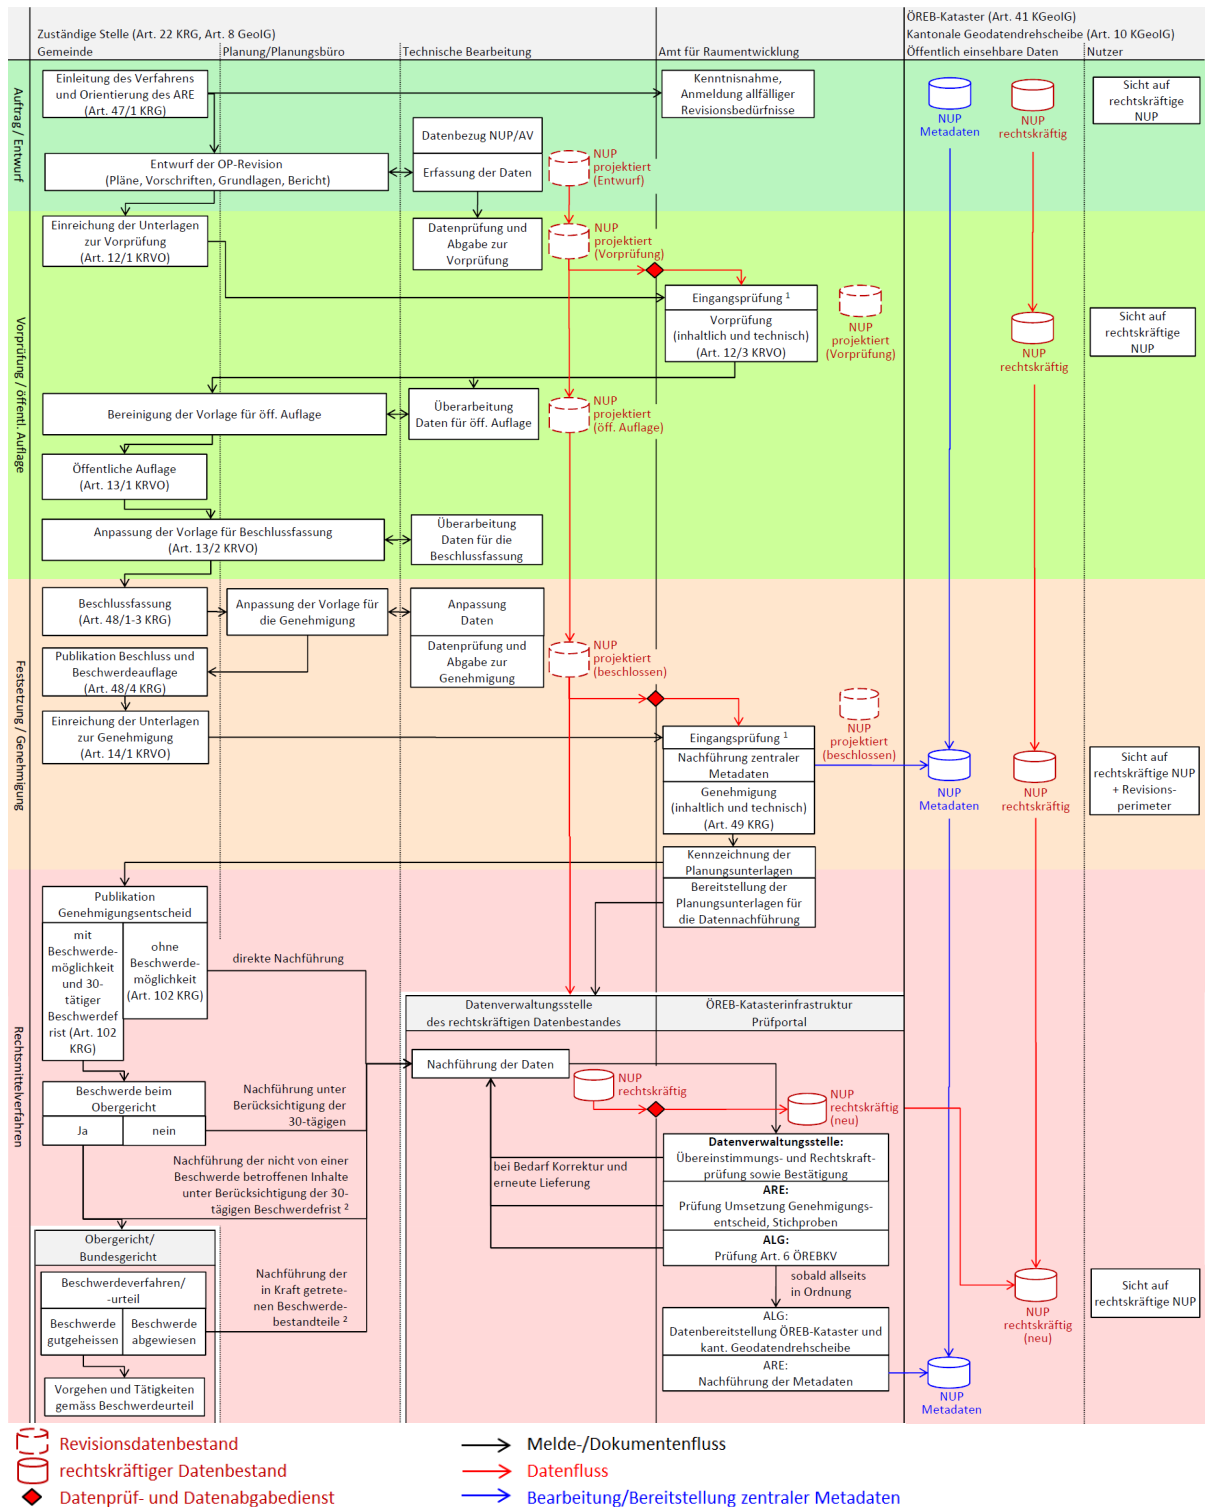 ÖREB-Kataster (Art. 41 KGeoIG)
Zuständige Stelle (Art. 22 KRG, Art. 8 GeoIG)
Kantonale Geodatendrehscheibe (Art. 10 KGeoIG)
Gemeinde
Planung/Planungsbüro
Technische Bearbeitung
Amt für Raumentwicklung
Öffentlich einsehbare Daten
Nutzer
Auftrag / Entwurf
Einleitung des Verfahrens
und Orientierung des ARE
(Art. 47/1 KRG)
Kenntnisnahme,
Anmeldung allfälliger
Revisionsbedürfnisse
NUP
Metadaten
NUP
rechtskräftig
Sicht auf
rechtskräftige
NUP
Datenbezug NUP/AV
Entwurf der OP-Revision
(Pläne, Vorschriften, Grundlagen, Bericht)
Erfassung der Daten
NUP
projektiert
(Entwurf)
Vorprüfung / öffentl. Auflage
Einreichung der Unterlagen
zur Vorprüfung
(Art. 12/1 KRVO)
Datenprüfung und
Abgabe zur
Vorprüfung
NUP
projektiert
(Vorprüfung)
Eingangsprüfung 1
Vorprüfung
(inhaltlich und technisch)
(Art. 12/3 KRVO)
NUP
projektiert
(Vorprüfung)
NUP
rechtskräftig
Sicht auf
rechtskräftige
NUP
Bereinigung der Vorlage für öff. Auflage
Überarbeitung
Daten für öff. Auflage
NUP
projektiert
(öff. Auflage)
Öffentliche Auflage
(Art. 13/1 KRVO)
Anpassung der Vorlage für Beschlussfassung
(Art. 13/2 KRVO)
Überarbeitung
Daten für die
Beschlussfassung
Festsetzung / Genehmigung
Beschlussfassung
(Art. 48/1-3 KRG)
Anpassung der Vorlage für
die Genehmigung
Anpassung
Daten
Datenprüfung und
Abgabe zur
Genehmigung
NUP
projektiert
(beschlossen)
Publikation Beschluss und
Beschwerdeauflage
(Art. 48/4 KRG)
Einreichung der Unterlagen
zur Genehmigung
(Art. 14/1 KRVO)
Eingangsprüfung 1
Nachführung zentraler
Metadaten
Genehmigung
(inhaltlich und technisch)
(Art. 49 KRG)
NUP
projektiert
(beschlossen)
NUP
Metadaten
NUP
rechtskräftig
Sicht auf
rechtskräftige NUP
+ Revisions-
perimeter
Kennzeichnung der
Planungsunterlagen
Bereitstellung der
Planungsunterlagen für
die Datennachführung
Rechtsmittelverfahren
Publikation
Genehmigungsentscheid
mit
Beschwerde-
möglichkeit
und 30-
tägiger
Beschwerdef
rist (Art. 102
KRG)
ohne
Beschwerde-
möglichkeit
(Art. 102 KRG)
direkte Nachführung
Datenverwaltungsstelle
des rechtskräftigen Datenbestandes
ÖREB-Katasterinfrastruktur
Prüfportal
Nachführung der Daten
NUP
rechtskräftig
NUP
rechtskräftig
(neu)
Beschwerde beim
Obergericht
Ja
nein
Nachführung unter
Berücksichtigung der
30-tägigen
Nachführung der nicht von einer
Beschwerde betroffenen Inhalte
unter Berücksichtigung der 30-
tägigen Beschwerdefrist 2
bei Bedarf Korrektur und
erneute Lieferung
Datenverwaltungsstelle:
Übereinstimmungs- und Rechtskraft-
prüfung sowie Bestätigung
ARE:
Prüfung Umsetzung Genehmigungs-
entscheid, Stichproben
ALG:
Prüfung Art. 6 ÖREBKV
sobald allseits
in Ordnung
Obergericht/
Bundesgericht
Beschwerdeverfahren/
-urteil
Beschwerde
gutgeheissen
Beschwerde
abgewiesen
Nachführung der
in Kraft getrete-
nen Beschwerde-
bestandteile 2
Vorgehen und Tätigkeiten
gemäss Beschwerdeurteil
ALG:
Datenbereitstellung ÖREB-Kataster und
kant. Geodatendrehscheibe
ARE:
Nachführung der Metadaten
NUP
rechtskräftig
(neu)
Sicht auf
rechtskräftige NUP
NUP
Metadaten
Revisionsdatenbestand
rechtskräftiger Datenbestand
Datenprüf- und Datenabgabedienst
Melde-/Dokumentenfluss
Datenfluss
Bearbeitung/Bereitstellung zentraler Metadaten